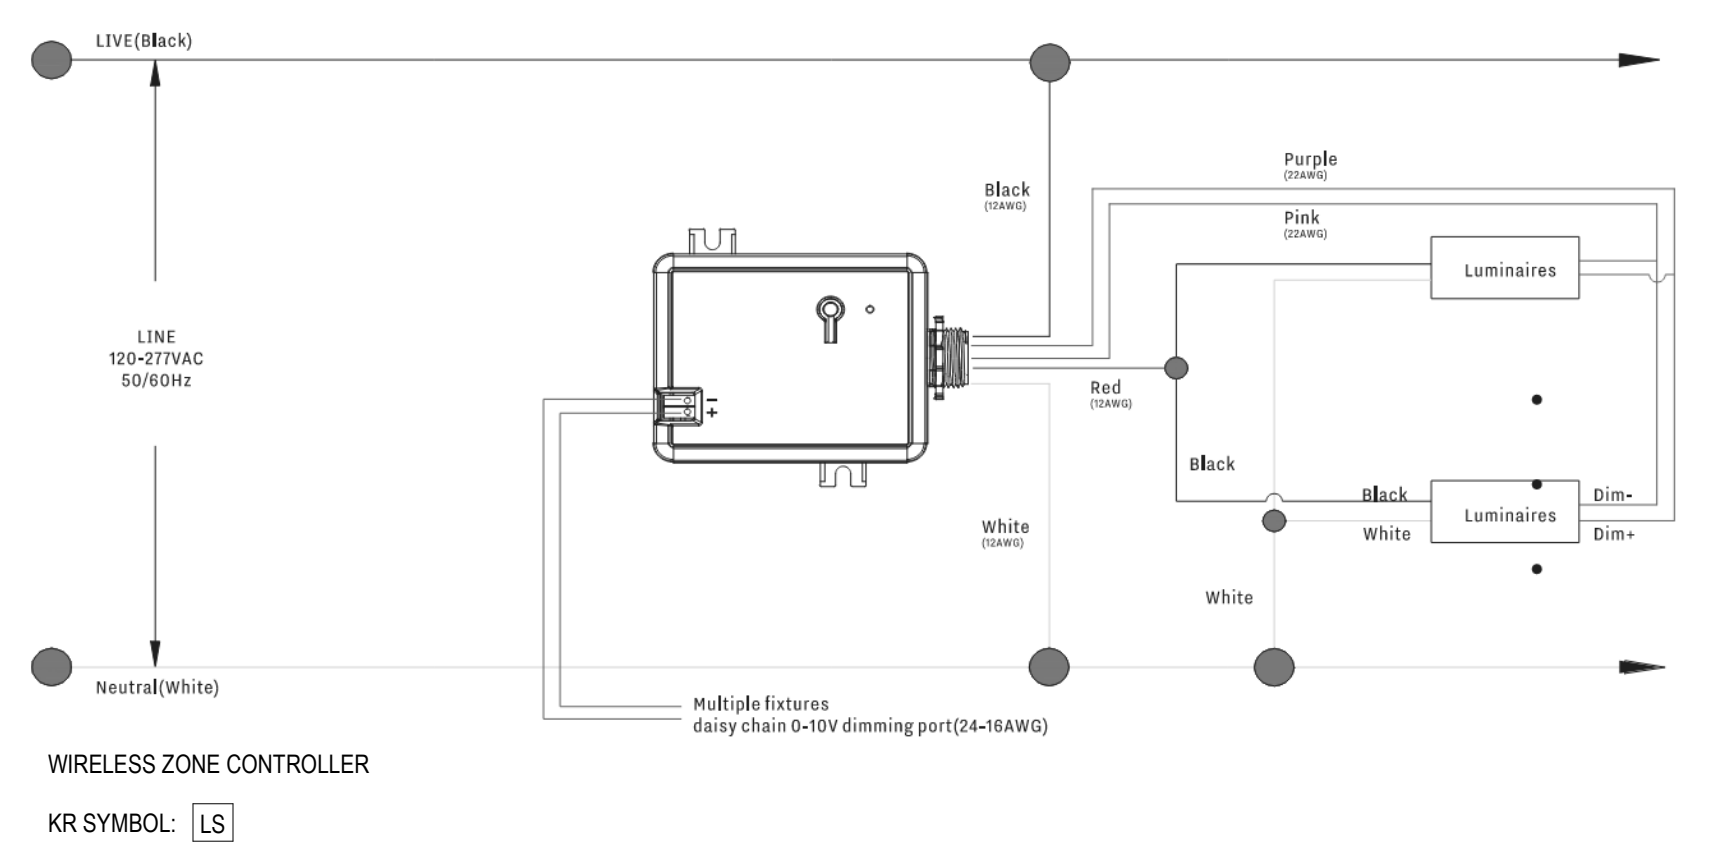 LIVE(Black)
Purple
(22AWG)
Black
(12AWG)
Pink
(22AWG)
Luminaires
LINE
120-277VAC
50/60Hz
Red
(12AWG)
- 
+
Black
Black
Dim-
Luminaires
White
(12AWG)
White
Dim+
White
Neutral(White)
Multiple fixtures
daisy chain 0-10V dimming port(24-16AWG)
WIRELESS ZONE CONTROLLER
KR SYMBOL: LS